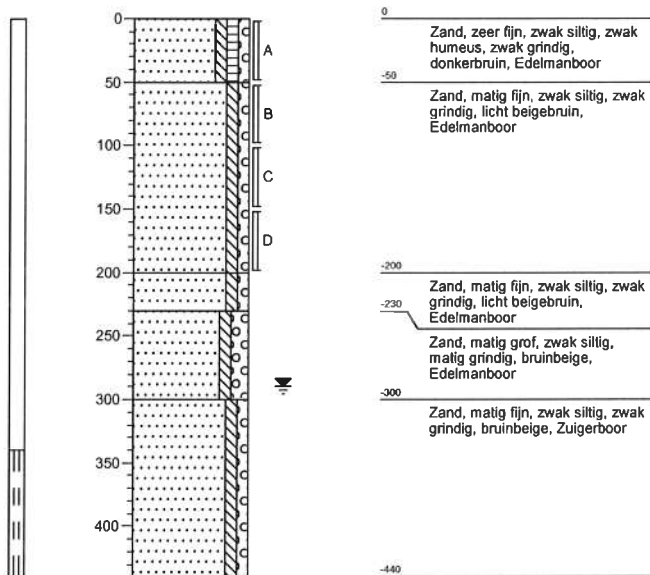 0
50
100
150
200
250
300
350
400
A
B
C
D
0
Zand, zeer fijn, zwak siltig, zwak
humeus, zwak grindig,
donkerbruin, Edelmanboor
-50
Zand, matig fijn, zwak siltig, zwak
grindig, licht beigebruin,
Edelmanboor
-200
Zand, matig fijn, zwak siltig, zwak
grindig, licht beigebruin,
Edelmanboor
-230
Zand, matig grof, zwak siltig,
matig grindig, bruinbeige,
Edelmanboor
-300
Zand, matig fijn, zwak siltig, zwak
grindig, bruinbeige, Zuigerboor
-440